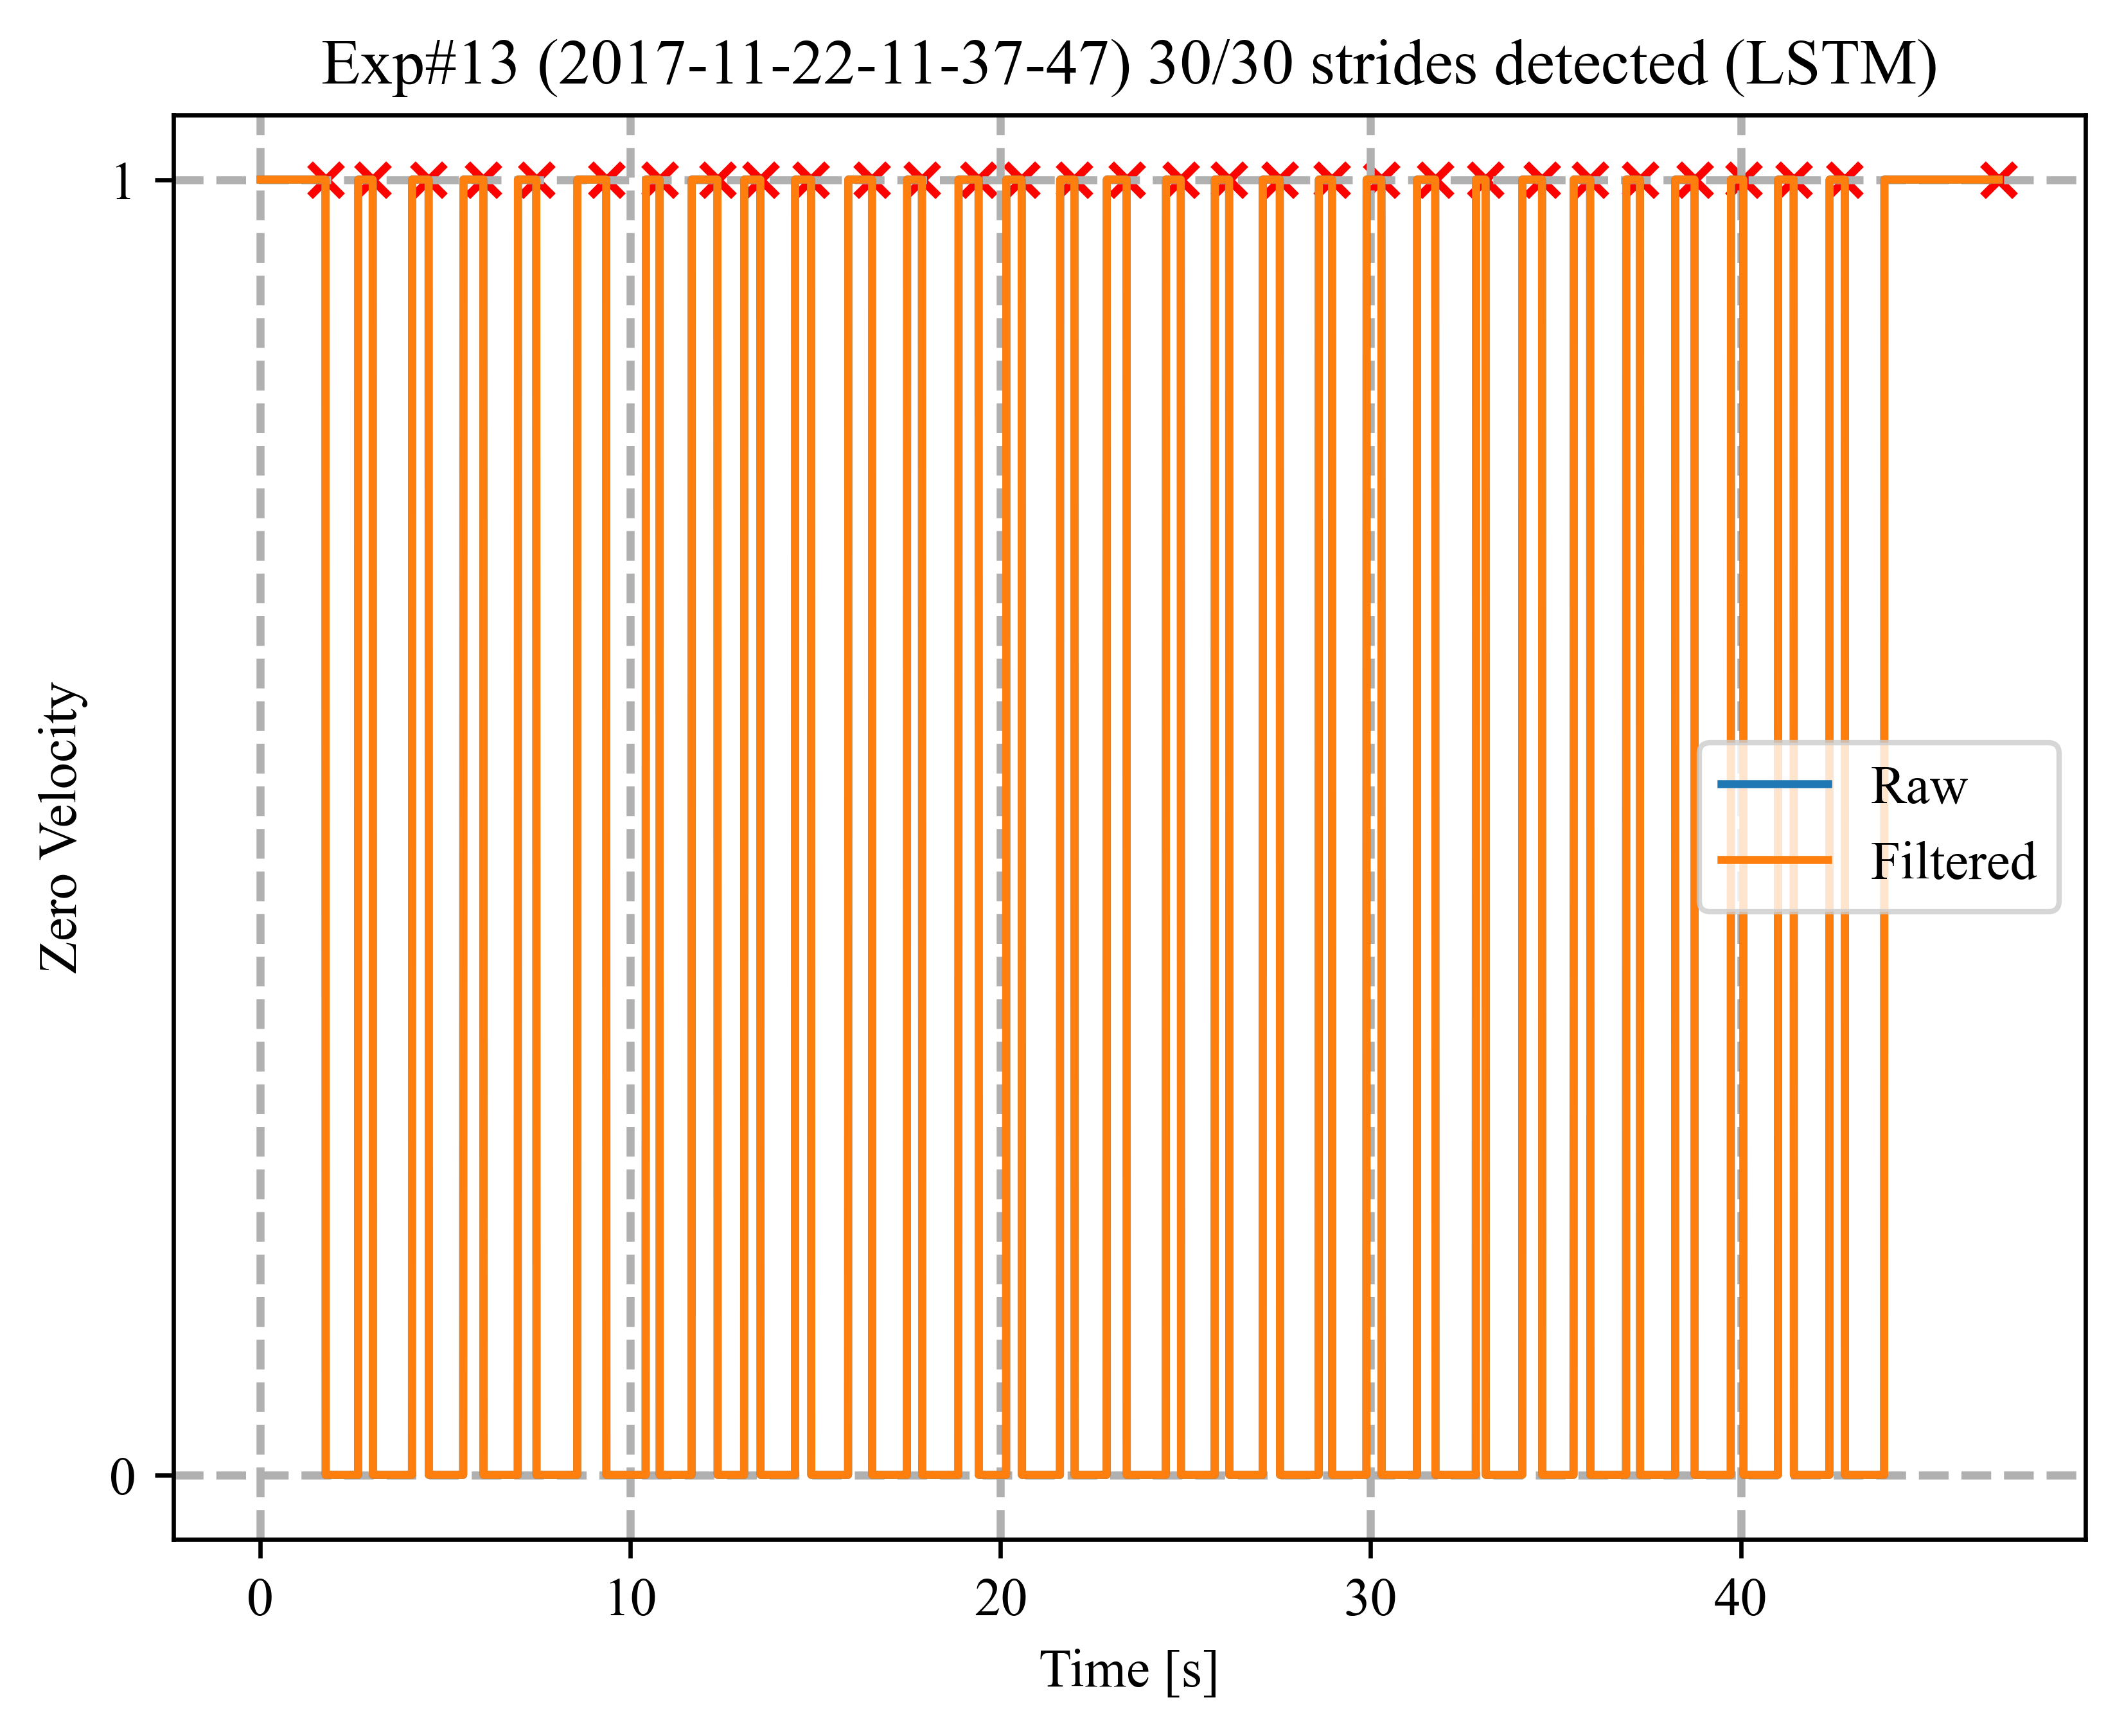 Exp#13 (2017-11-22-11-37-47) 30/30 strides detected (LSTM)
1
Zero Velocity
Raw
Filtered
0
0 10 20 30 40
Time [s]